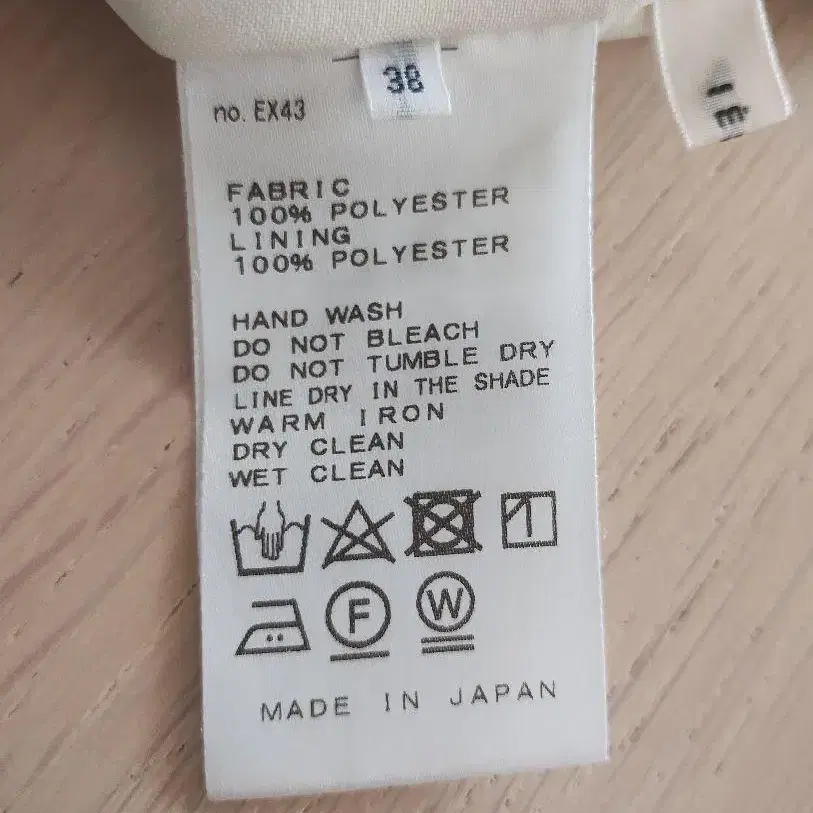 38
no. EX43
FABRIC
100% POLYESTER
LINING
100% POLYESTER
HAND WASH
DO NOT BLEACH
DO NOT TUMBLE DRY
LINE DRY IN THE SHADE
WARM IRON
DRY CLEAN
WET CLEAN
F W
MADE IN JAPAN